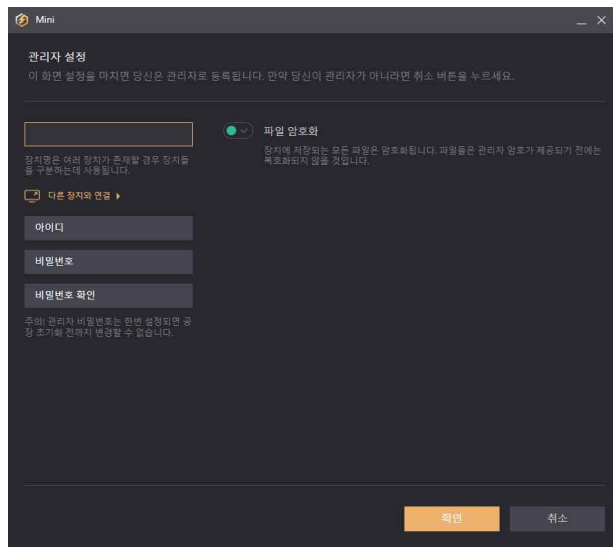 Mini
관리자 설정
이 화면 설정을 마치면 당신은 관리자로 등록됩니다. 만약 당신이 관리자가 아니라면 취소 버튼을 누르세요.
파일 암호화
장치에 저장되는 모든 파일은 암호화됩니다. 파일들은 관리자 암호가 제공되기 전에는
복호화되지 않을 것입니다.
장치명은 여러 장치가 존재할 경우 장치들
을 구분하는데 사용됩니다.
다른 장치와 연결
아이디
비밀번호
비밀번호 확인
주의! 관리자 비밀번호는 한번 설정되면 공
장 초기화 전까지 변경할 수 없습니다.
확인
취소